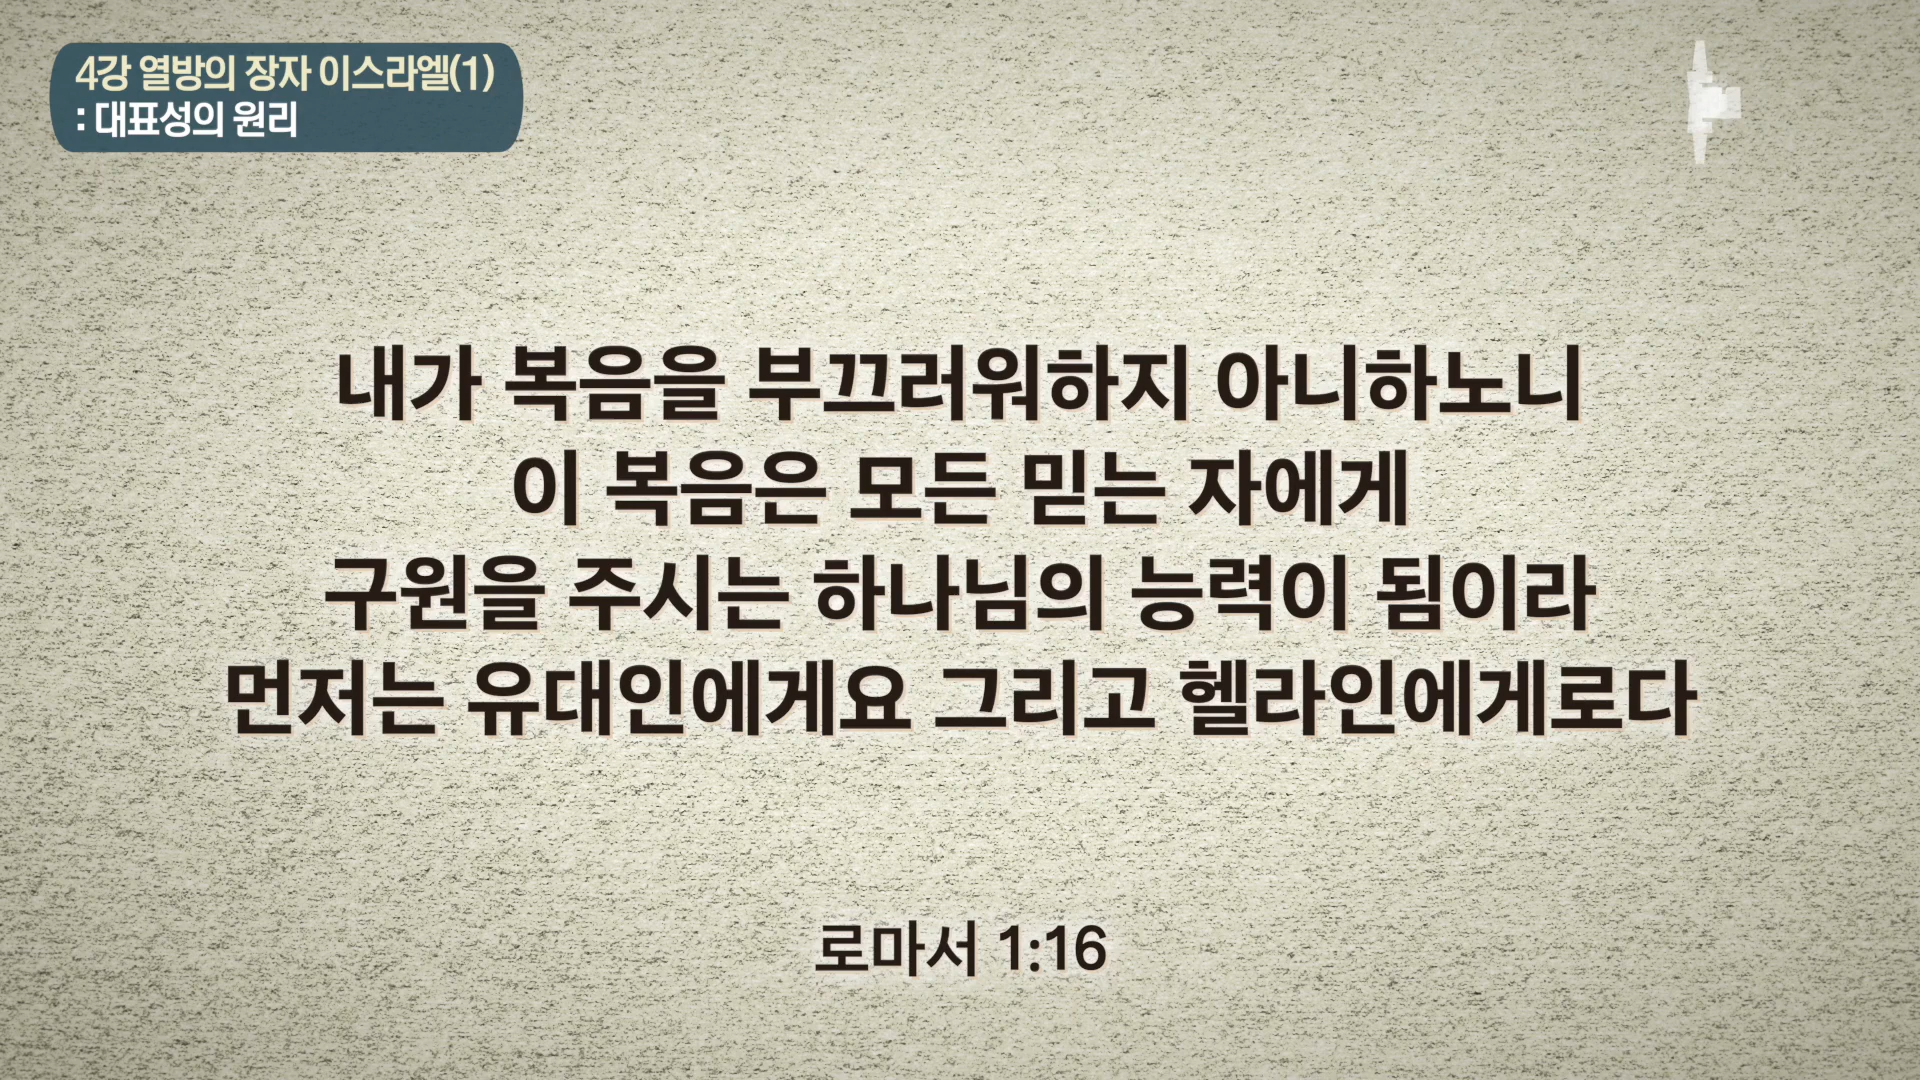 4강 열방의 장자 이스라엘(1)
: 대표성의 원리
내가 복음을 부끄러워하지 아니하노니
이 복음은 모든 믿는 자에게
구원을 주시는 하나님의 능력이 됨이라
먼저는 유대인에게요 그리고 헬라인에게로다
로마서 1:16